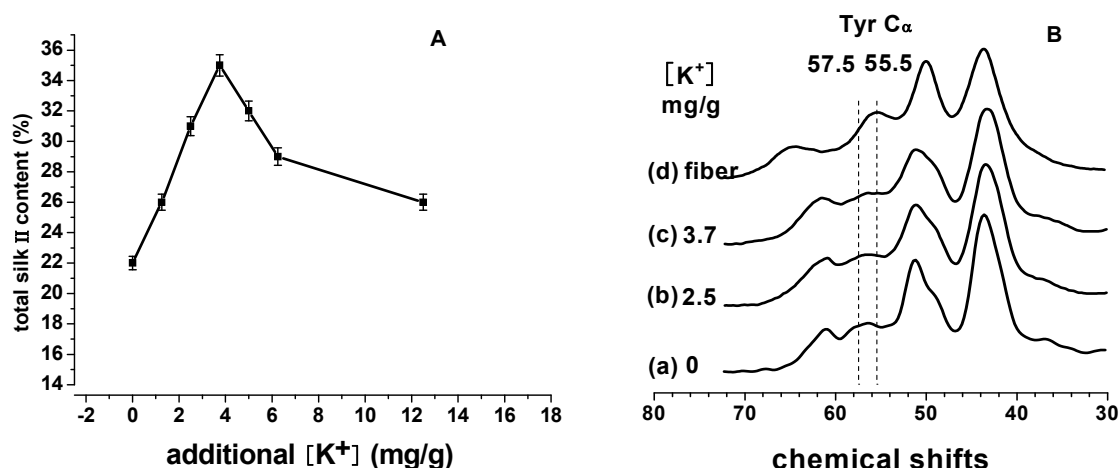 A
36
34
32
30
28
26
24
22
20
18
16
14
total silk II content (%)
-2 0 2 4 6 8 10 12 14 16 18
additional [K+] (mg/g)
B
Tyr Cα
57.5 55.5
[K+]
mg/g
(d) fiber
(c) 3.7
(b) 2.5
(a) 0
80 70 60 50 40 30
chemical shifts